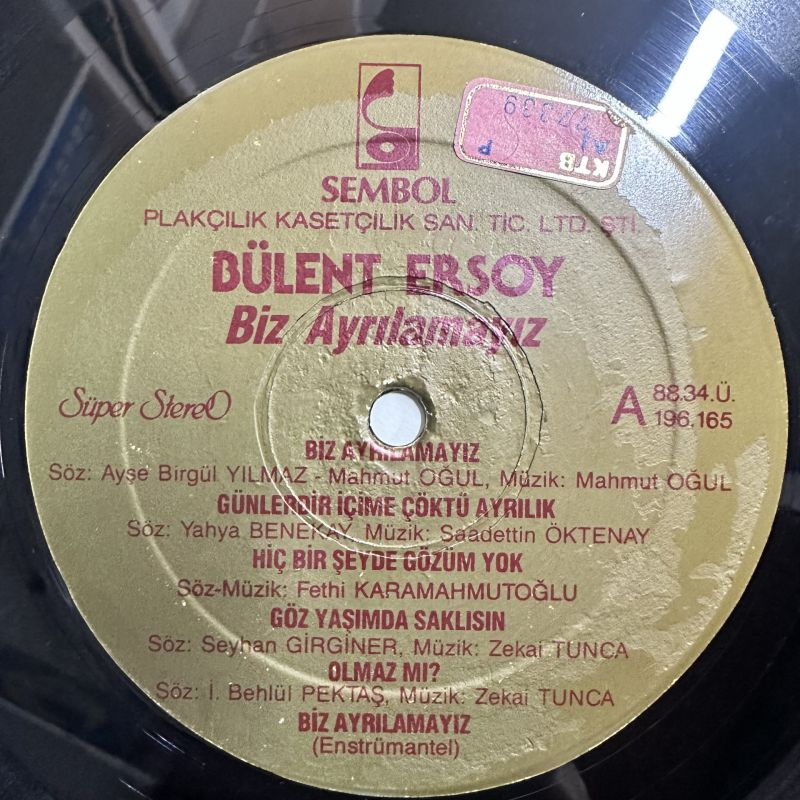 SEMBOL
PLAKÇILIK KASETÇİLİK SAN. TİC. LTD. ŞTİ.
BÜLENT ERSOY
Biz Ayrılamayız
Süper Stereo
A 88.34.Ü.
196.165
BİZ AYRILAMAYIZ
Söz: Ayşe Birgül YILMAZ - Mahmut OĞUL, Müzik: Mahmut OĞUL
GÜNLERDİR İÇİME ÇÖKTÜ AYRILIK
Söz: Yahya BENEKAY, Müzik: Saadettin ÖKTENAY
HİÇ BİR ŞEYDE GÖZÜM YOK
Söz-Müzik: Fethi KARAMAHMUTOĞLU
GÖZ YAŞIMDA SAKLISIN
Söz: Seyhan GİRGİNER, Müzik: Zekai TUNCA
OLMAZ MI?
Söz: İ. Behlül PEKTAŞ, Müzik: Zekai TUNCA
BİZ AYRILAMAYIZ
(Enstrümantel)
KTB
P